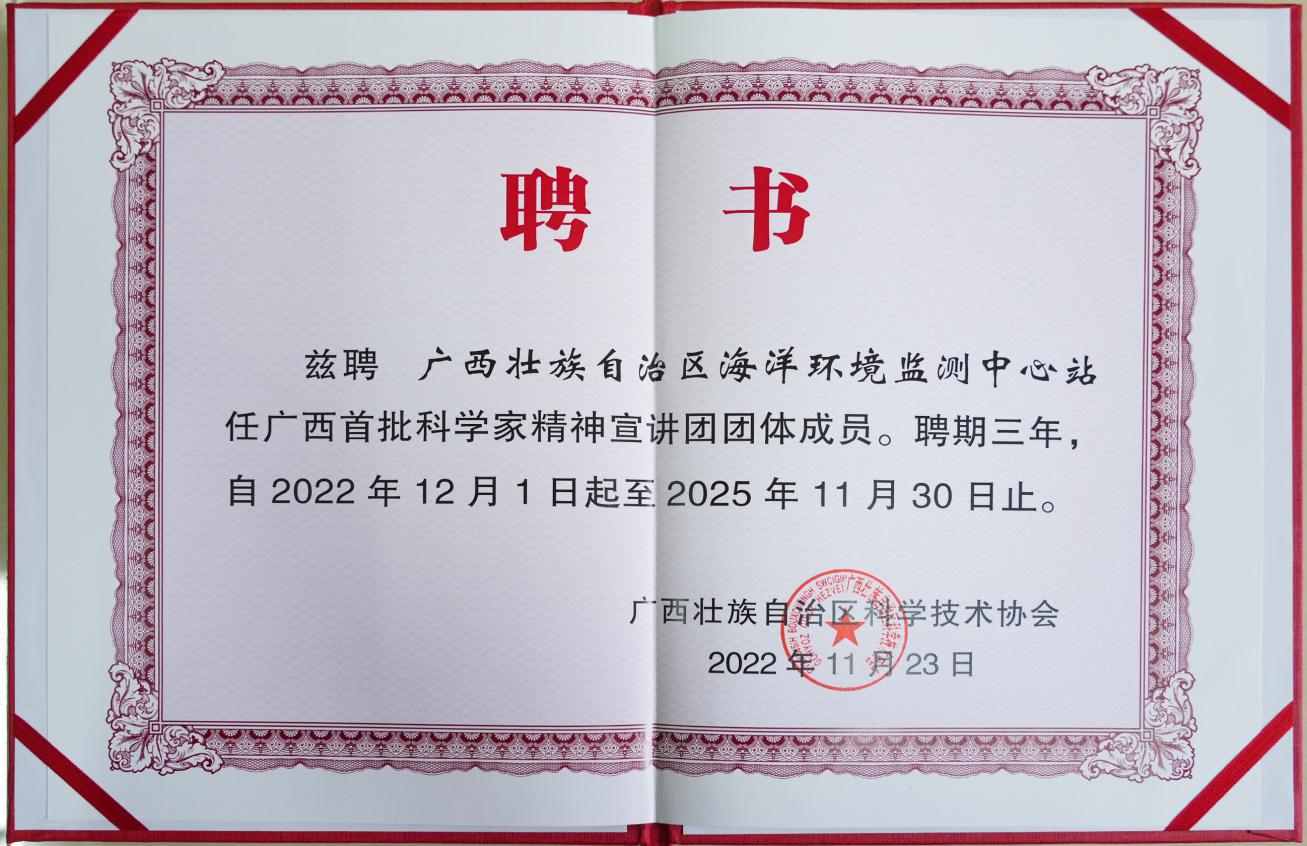 聘书
兹聘 广西壮族自治区海洋环境监测中心站
任广西首批科学家精神宣讲团团体成员。聘期三年，
自2022年12月1日起至2025年11月30日止。
广西壮族自治区科学技术协会
2022年11月23日